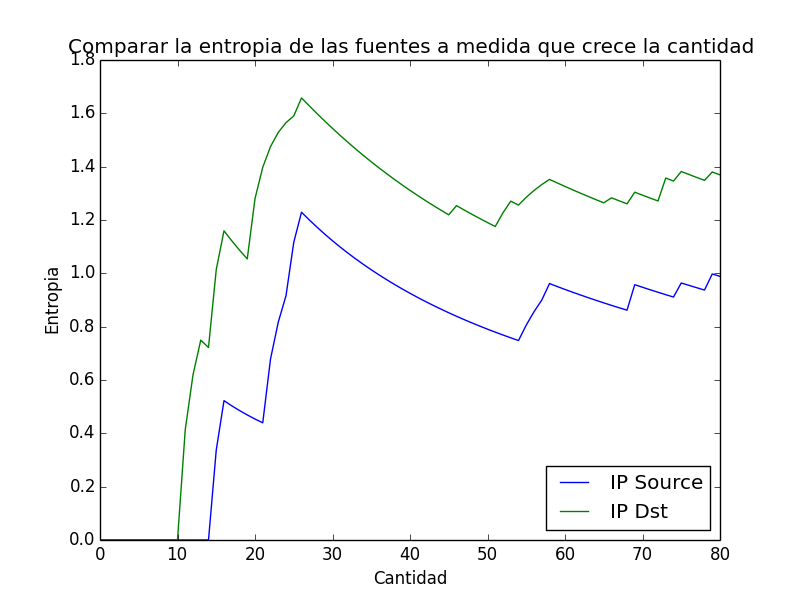 Comparar la entropia de las fuentes a medida que crece la cantidad
1.8
1.6
1.4
1.2
1.0
0.8
0.6
0.4
0.2
0.0
Entropia
0 10 20 30 40 50 60 70 80
Cantidad
IP Source
IP Dst